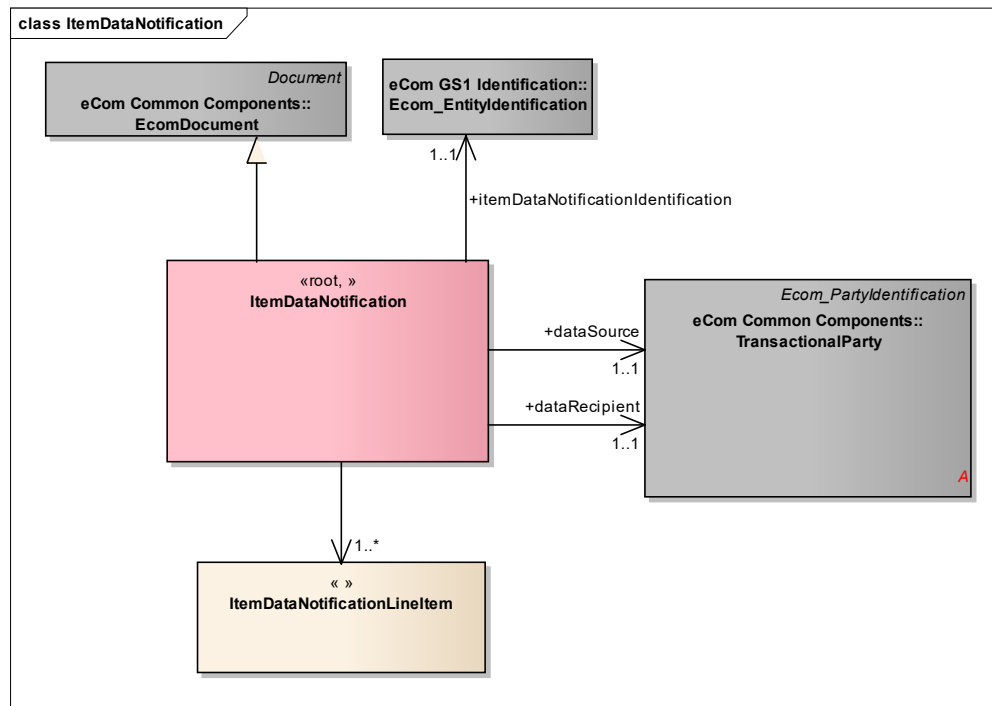 class ItemDataNotification
Document
eCom Common Components::
EcomDocument
eCom GS1 Identification::
Ecom_EntityIdentification
1..1
+itemDataNotificationIdentification
«root, »
ItemDataNotification
Ecom_PartyIdentification
eCom Common Components::
TransactionalParty
+dataSource
1..1
+dataRecipient
1..1
A
1..*
« »
ItemDataNotificationLineItem